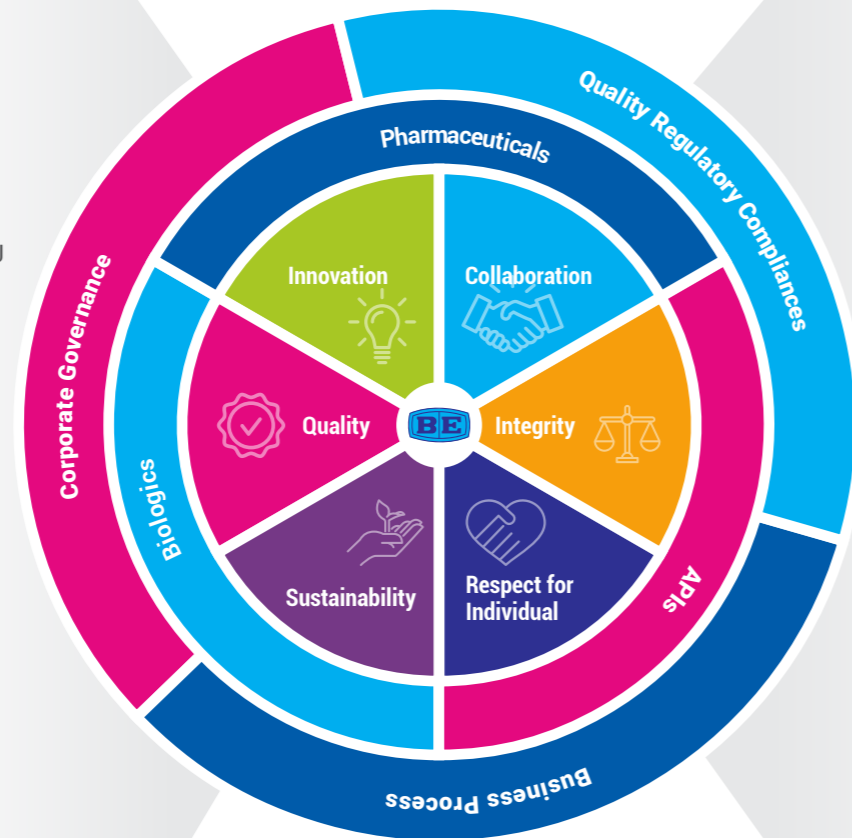 Quality Regulatory Compliances
Pharmaceuticals
Corporate Governance
Innovation
Collaboration
Quality
BE
Integrity
Biologics
Sustainability
Respect for
Individual
APIs
Business Process